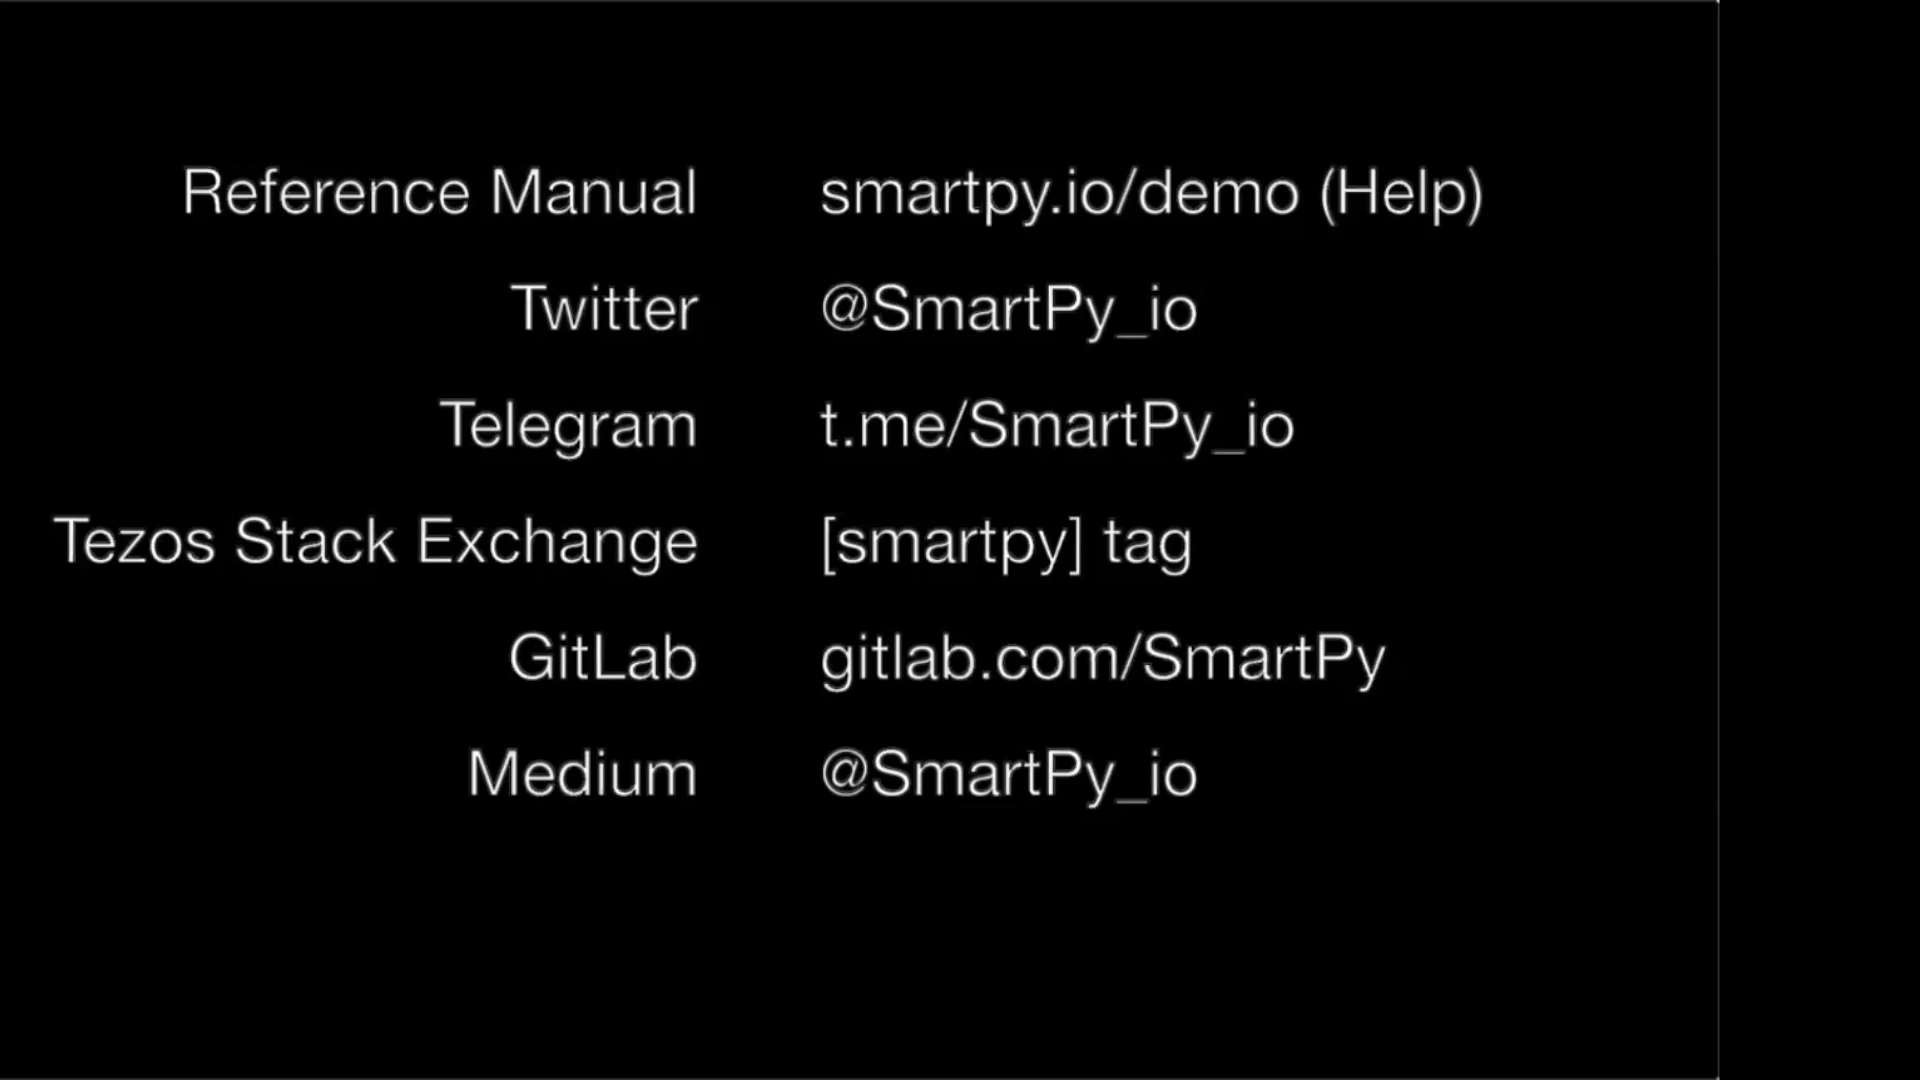 Reference Manual smartpy.io/demo (Help)
Twitter @SmartPy_io
Telegram t.me/SmartPy_io
Tezos Stack Exchange [smartpy] tag
GitLab gitlab.com/SmartPy
Medium @SmartPy_io